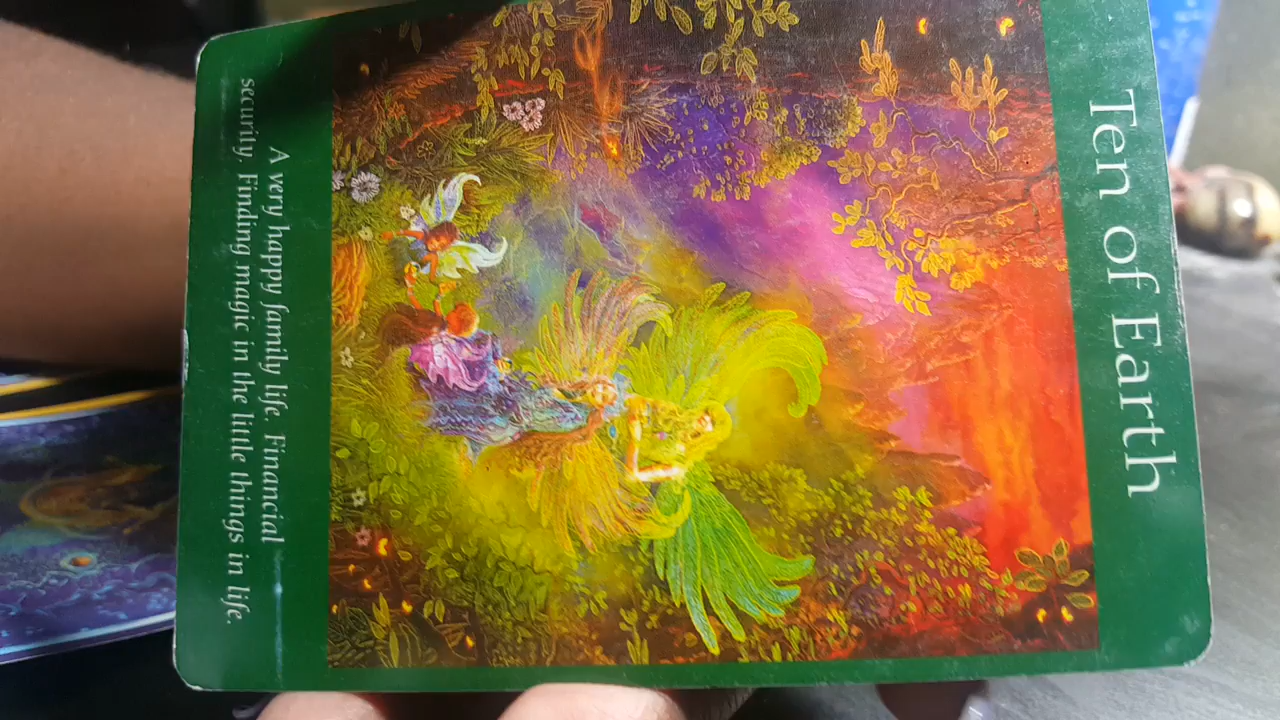 Ten of Earth
A very happy family life. Financial
security. Finding magic in the little things in life.